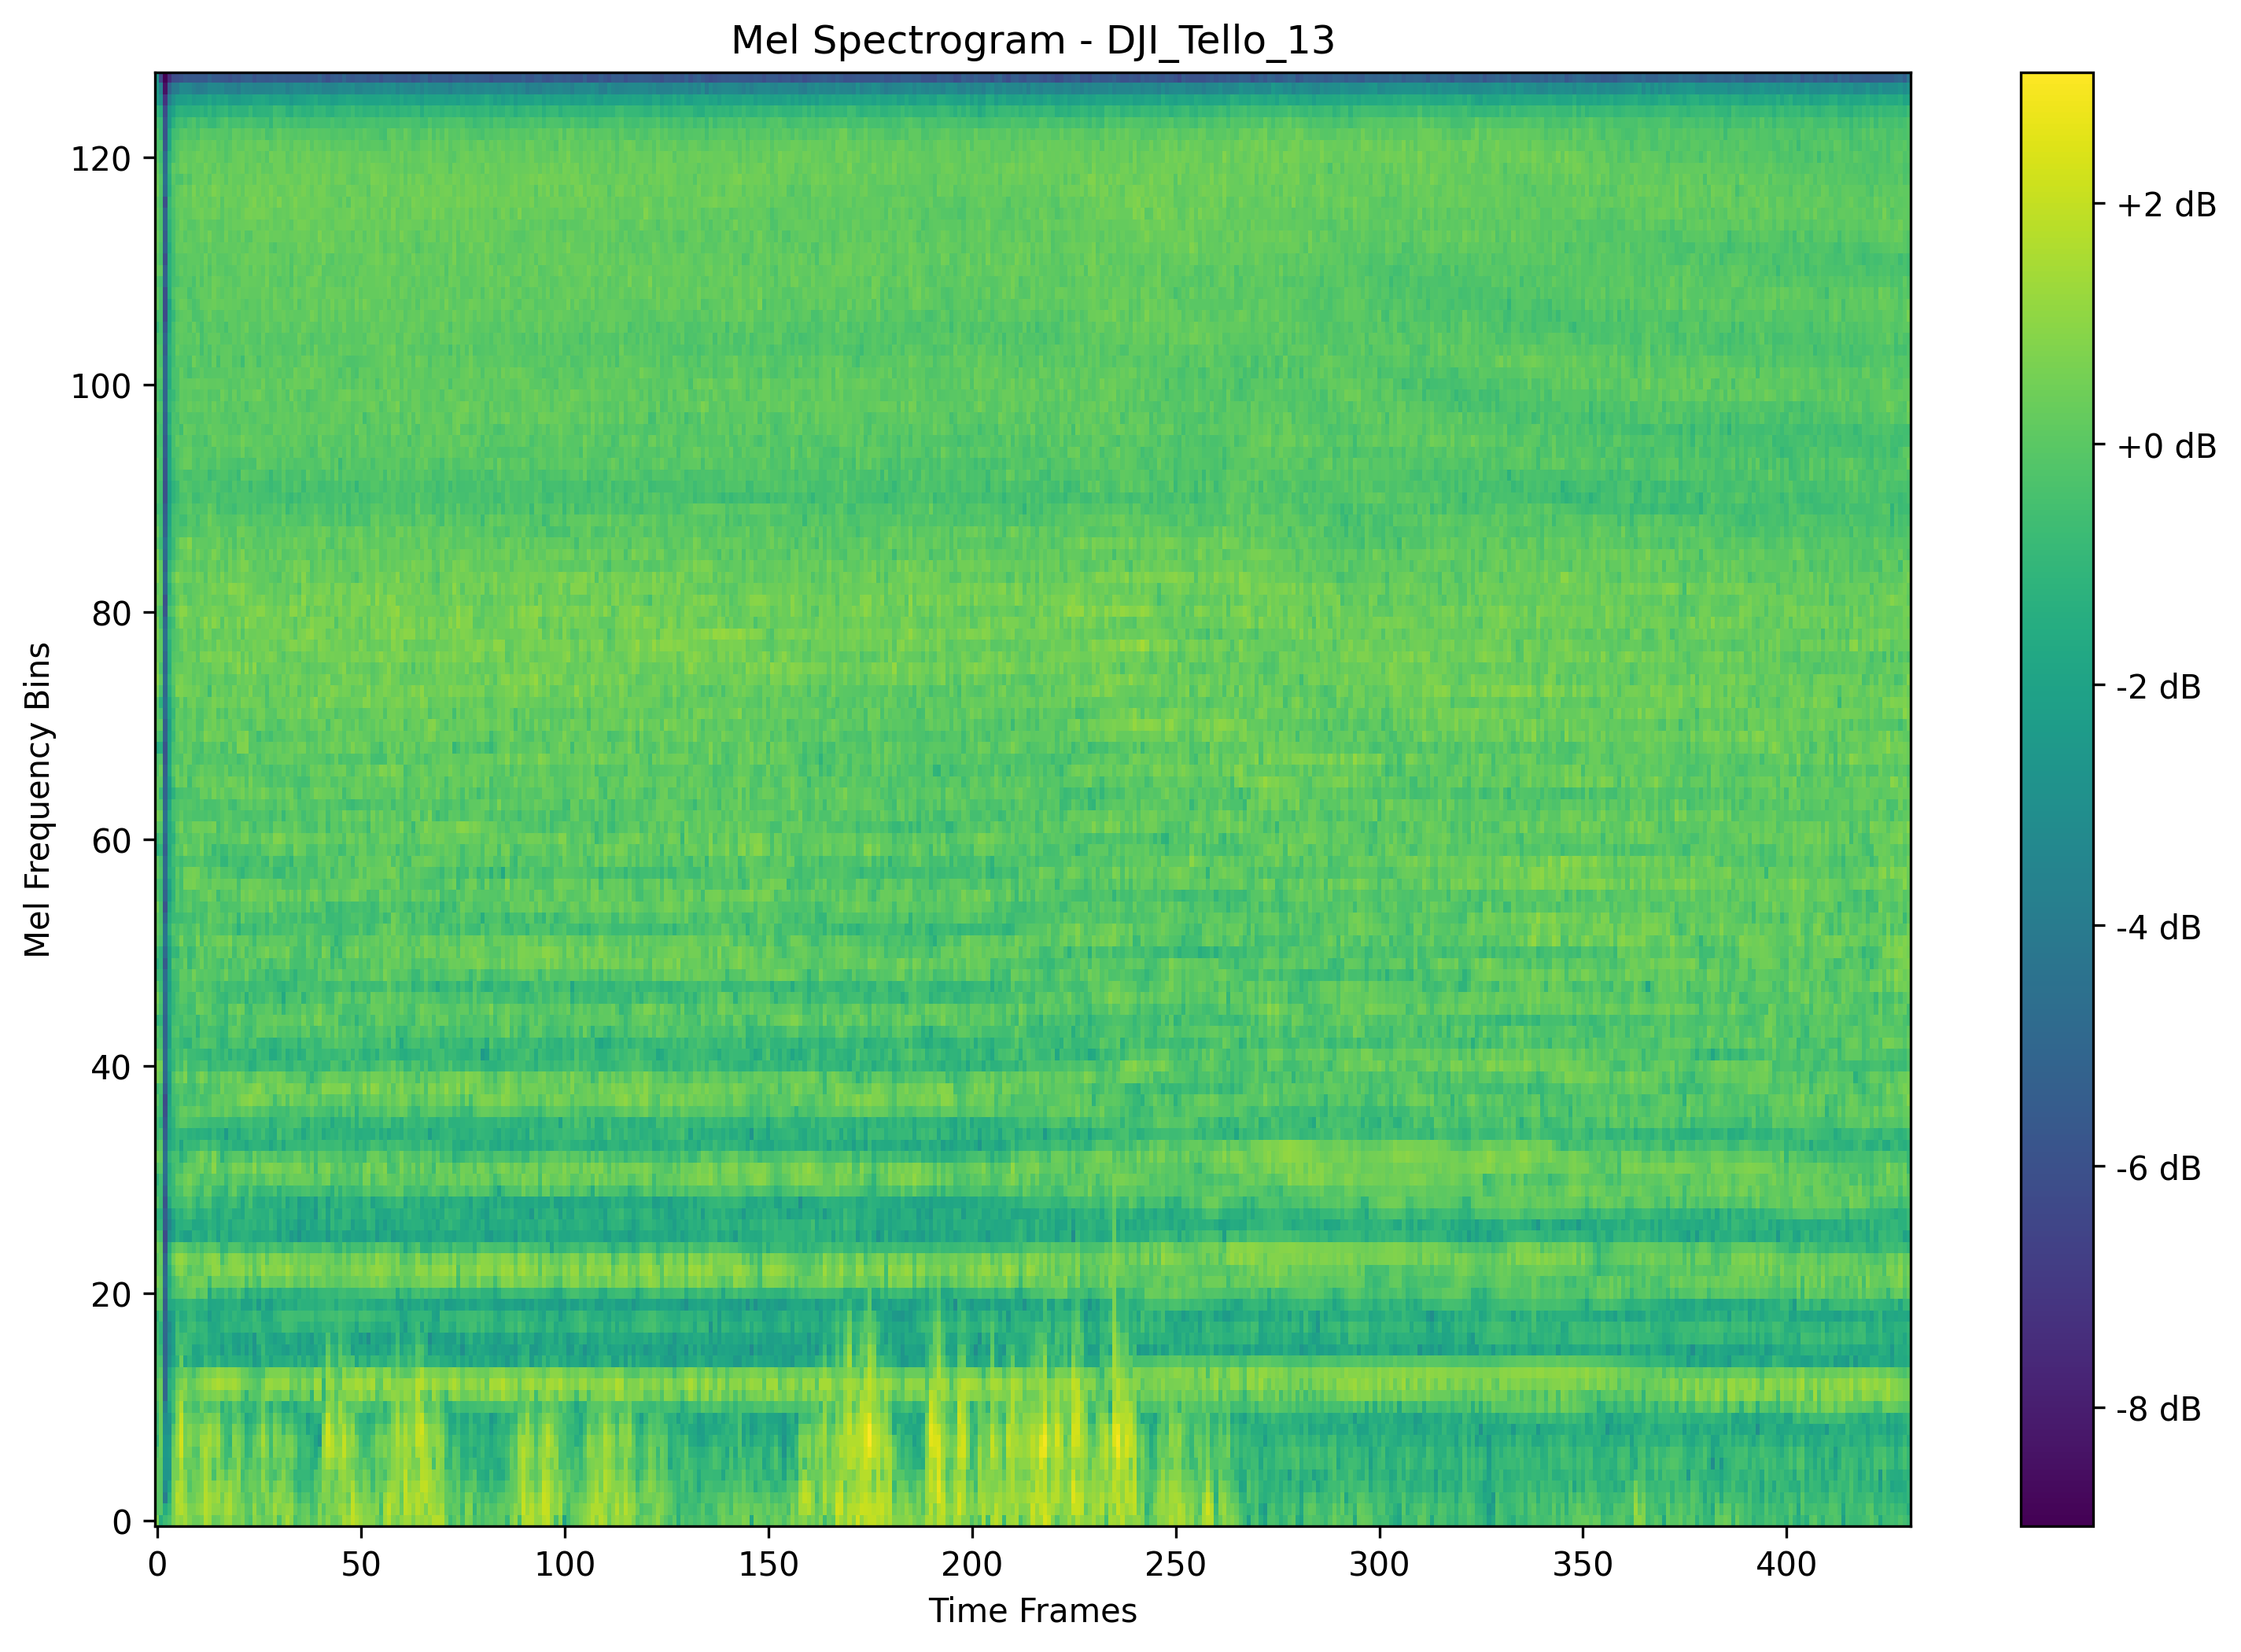 Mel Spectrogram - DJI_Tello_13
Mel Frequency Bins
120
100
80
60
40
20
0
0 50 100 150 200 250 300 350 400
Time Frames
+2 dB
+0 dB
-2 dB
-4 dB
-6 dB
-8 dB